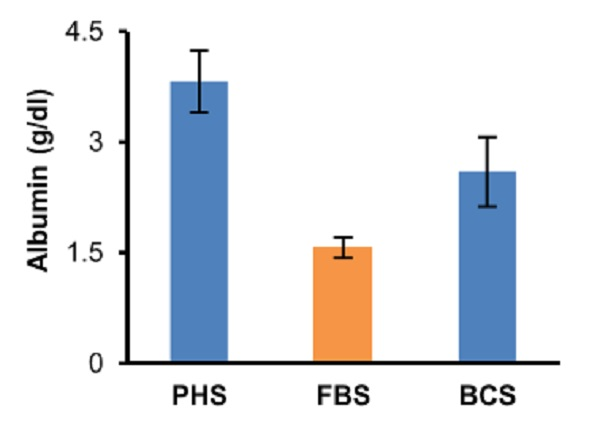 4.5
3
1.5
0
Albumin (g/dl)
PHS
FBS
BCS